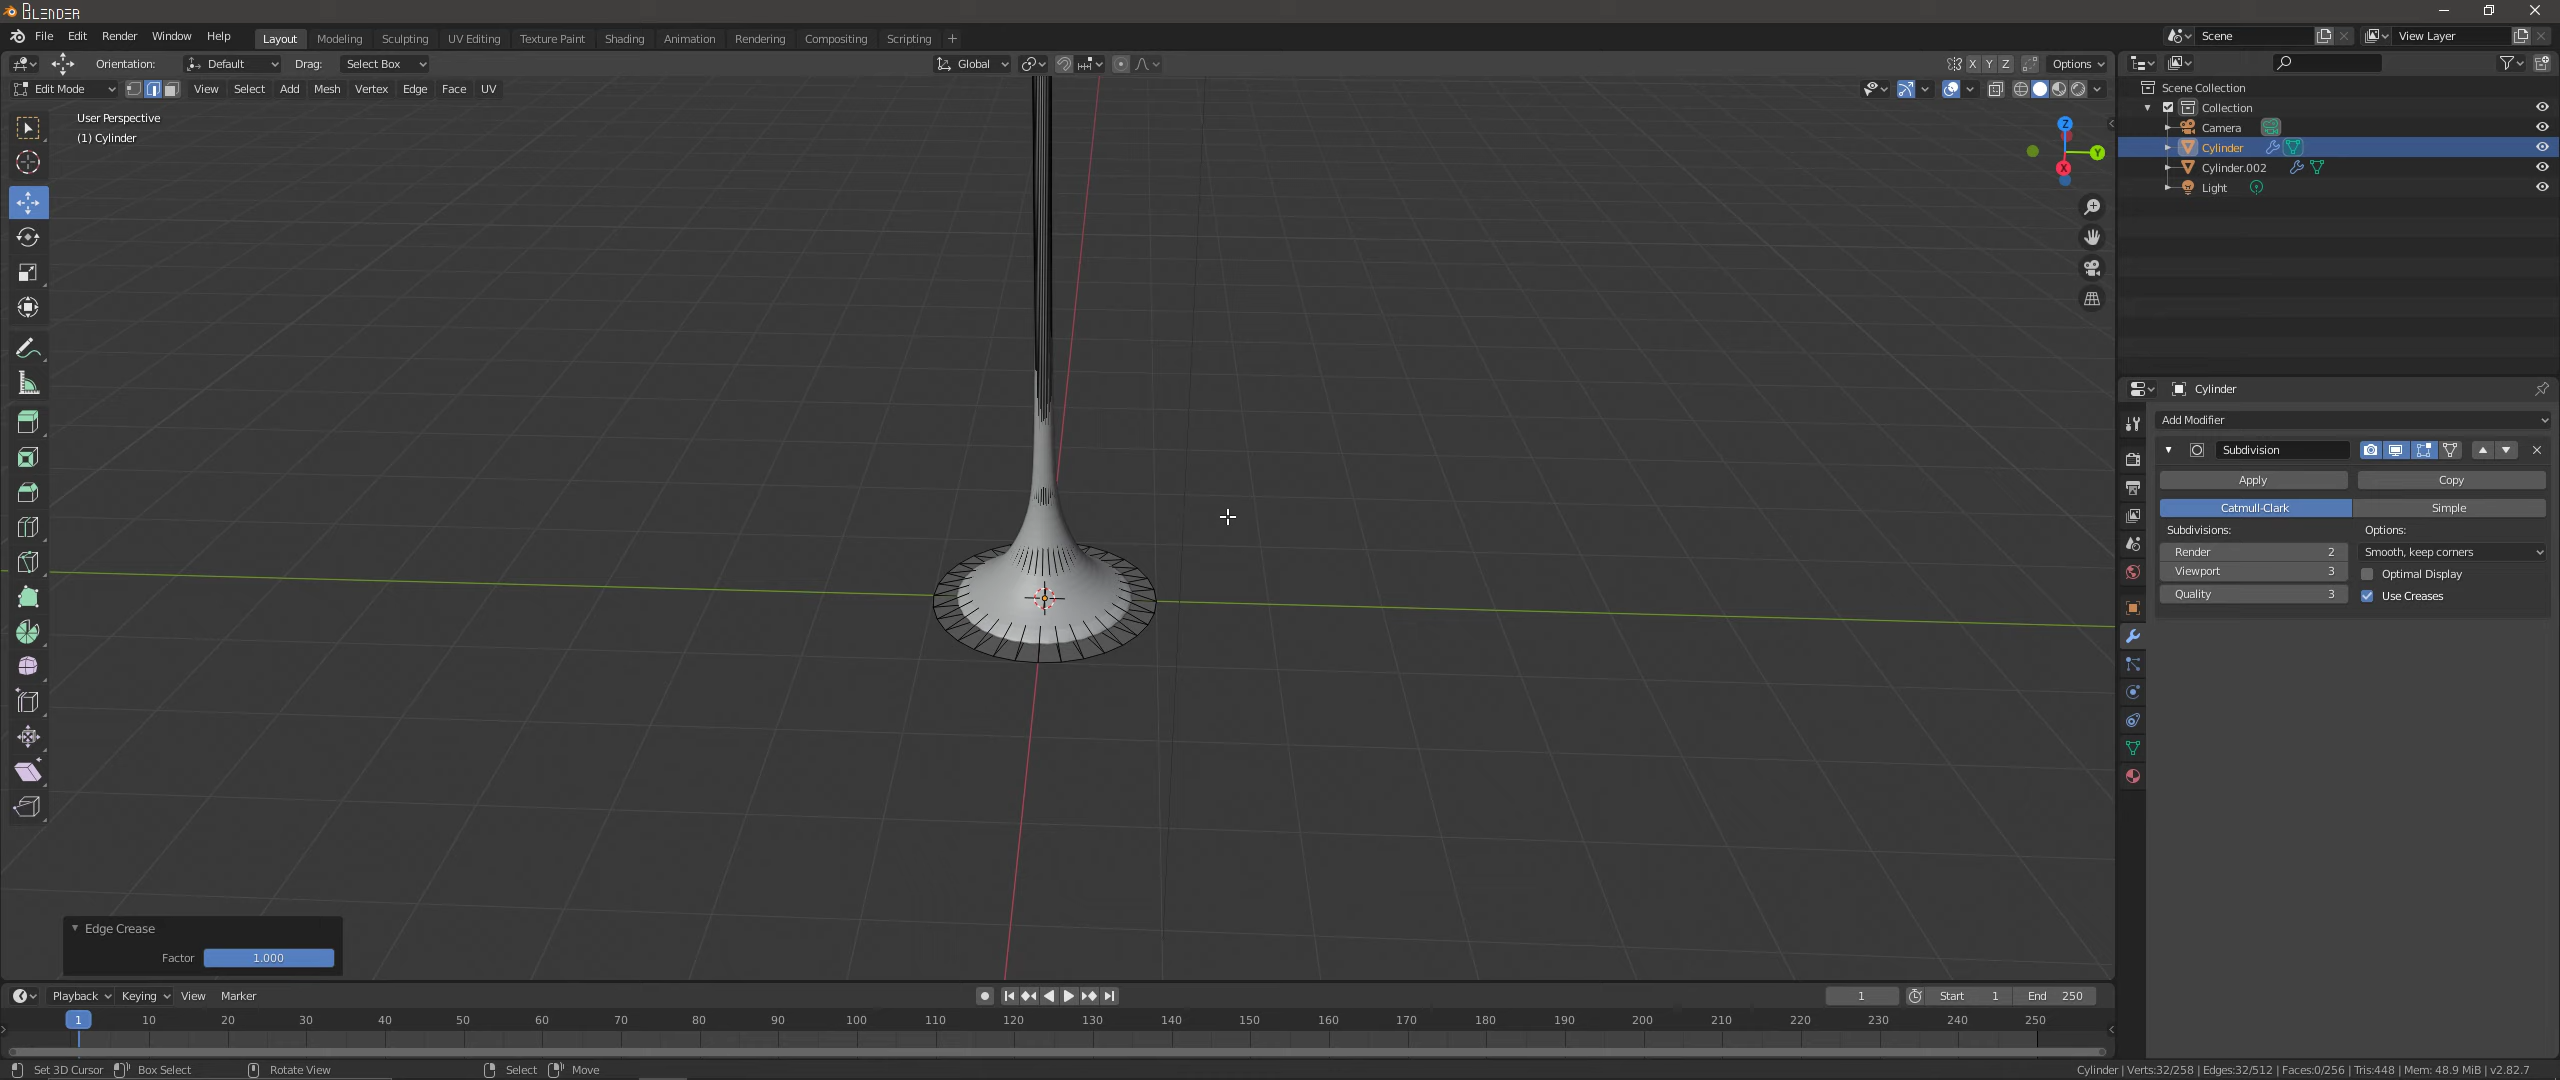 BLENDER
File Edit Render Window Help Layout Modeling Sculpting UV Editing Texture Paint Shading Animation Rendering Compositing Scripting + Scene View Layer
Orientation: Default Drag: Select Box Global X Y Z Options
Edit Mode View Select Add Mesh Vertex Edge Face UV
User Perspective
(1) Cylinder
Z
Y
X
Scene Collection
Collection
Camera
Cylinder
Cylinder.002
Light
Cylinder
Add Modifier
Subdivision
Apply Copy
Catmull-Clark Simple
Subdivisions: Options:
Render 2 Smooth, keep corners
Viewport 3 Optimal Display
Quality 3 Use Creases
Edge Crease
Factor 1.000
Playback Keying View Marker 1 Start 1 End 250
1 10 20 30 40 50 60 70 80 90 100 110 120 130 140 150 160 170 180 190 200 210 220 230 240 250
Set 3D Cursor Box Select Rotate View Select Move Cylinder | Verts:32/258 | Edges:32/512 | Faces:0/256 | Tris:448 | Mem: 48.9 MiB | v2.82.7